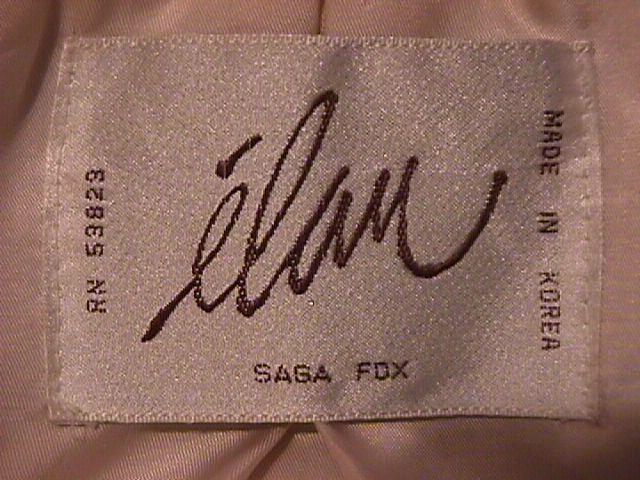 élan
SAGA FOX
RN 53823
MADE IN KOREA